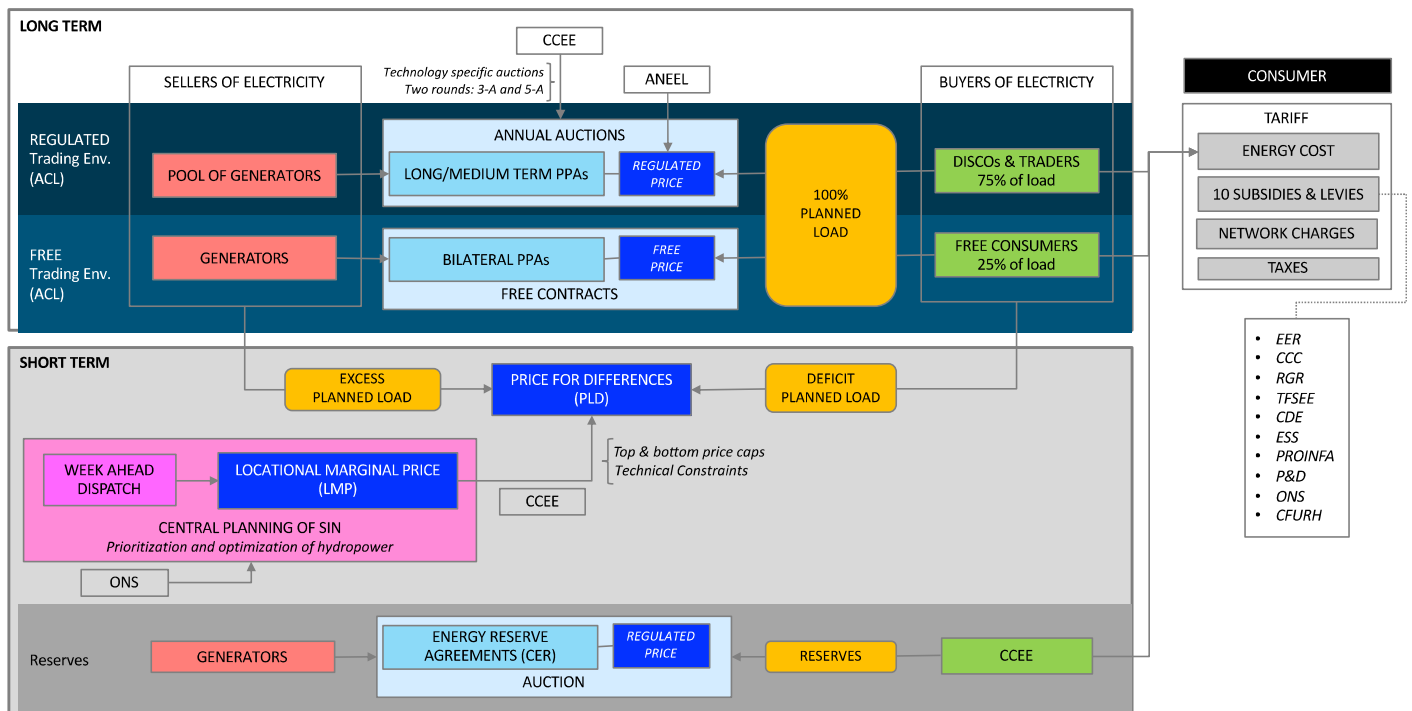 LONG TERM
CCEE
Technology specific auctions
Two rounds: 3-A and 5-A
ANEEL
SELLERS OF ELECTRICITY
BUYERS OF ELECTRICTY
REGULATED
Trading Env.
(ACL)
POOL OF GENERATORS
ANNUAL AUCTIONS
LONG/MEDIUM TERM PPAs
REGULATED
PRICE
100%
PLANNED
LOAD
DISCOs & TRADERS
75% of load
FREE
Trading Env.
(ACL)
GENERATORS
BILATERAL PPAs
FREE
PRICE
FREE CONTRACTS
FREE CONSUMERS
25% of load
CONSUMER
TARIFF
ENERGY COST
10 SUBSIDIES & LEVIES
NETWORK CHARGES
TAXES
• EER
• CCC
• RGR
• TFSEE
• CDE
• ESS
• PROINFA
• P&D
• ONS
• CFURH
SHORT TERM
EXCESS
PLANNED LOAD
PRICE FOR DIFFERENCES
(PLD)
DEFICIT
PLANNED LOAD
WEEK AHEAD
DISPATCH
LOCATIONAL MARGINAL PRICE
(LMP)
Top & bottom price caps
Technical Constraints
CCEE
CENTRAL PLANNING OF SIN
Prioritization and optimization of hydropower
ONS
Reserves
GENERATORS
ENERGY RESERVE
AGREEMENTS (CER)
REGULATED
PRICE
AUCTION
RESERVES
CCEE